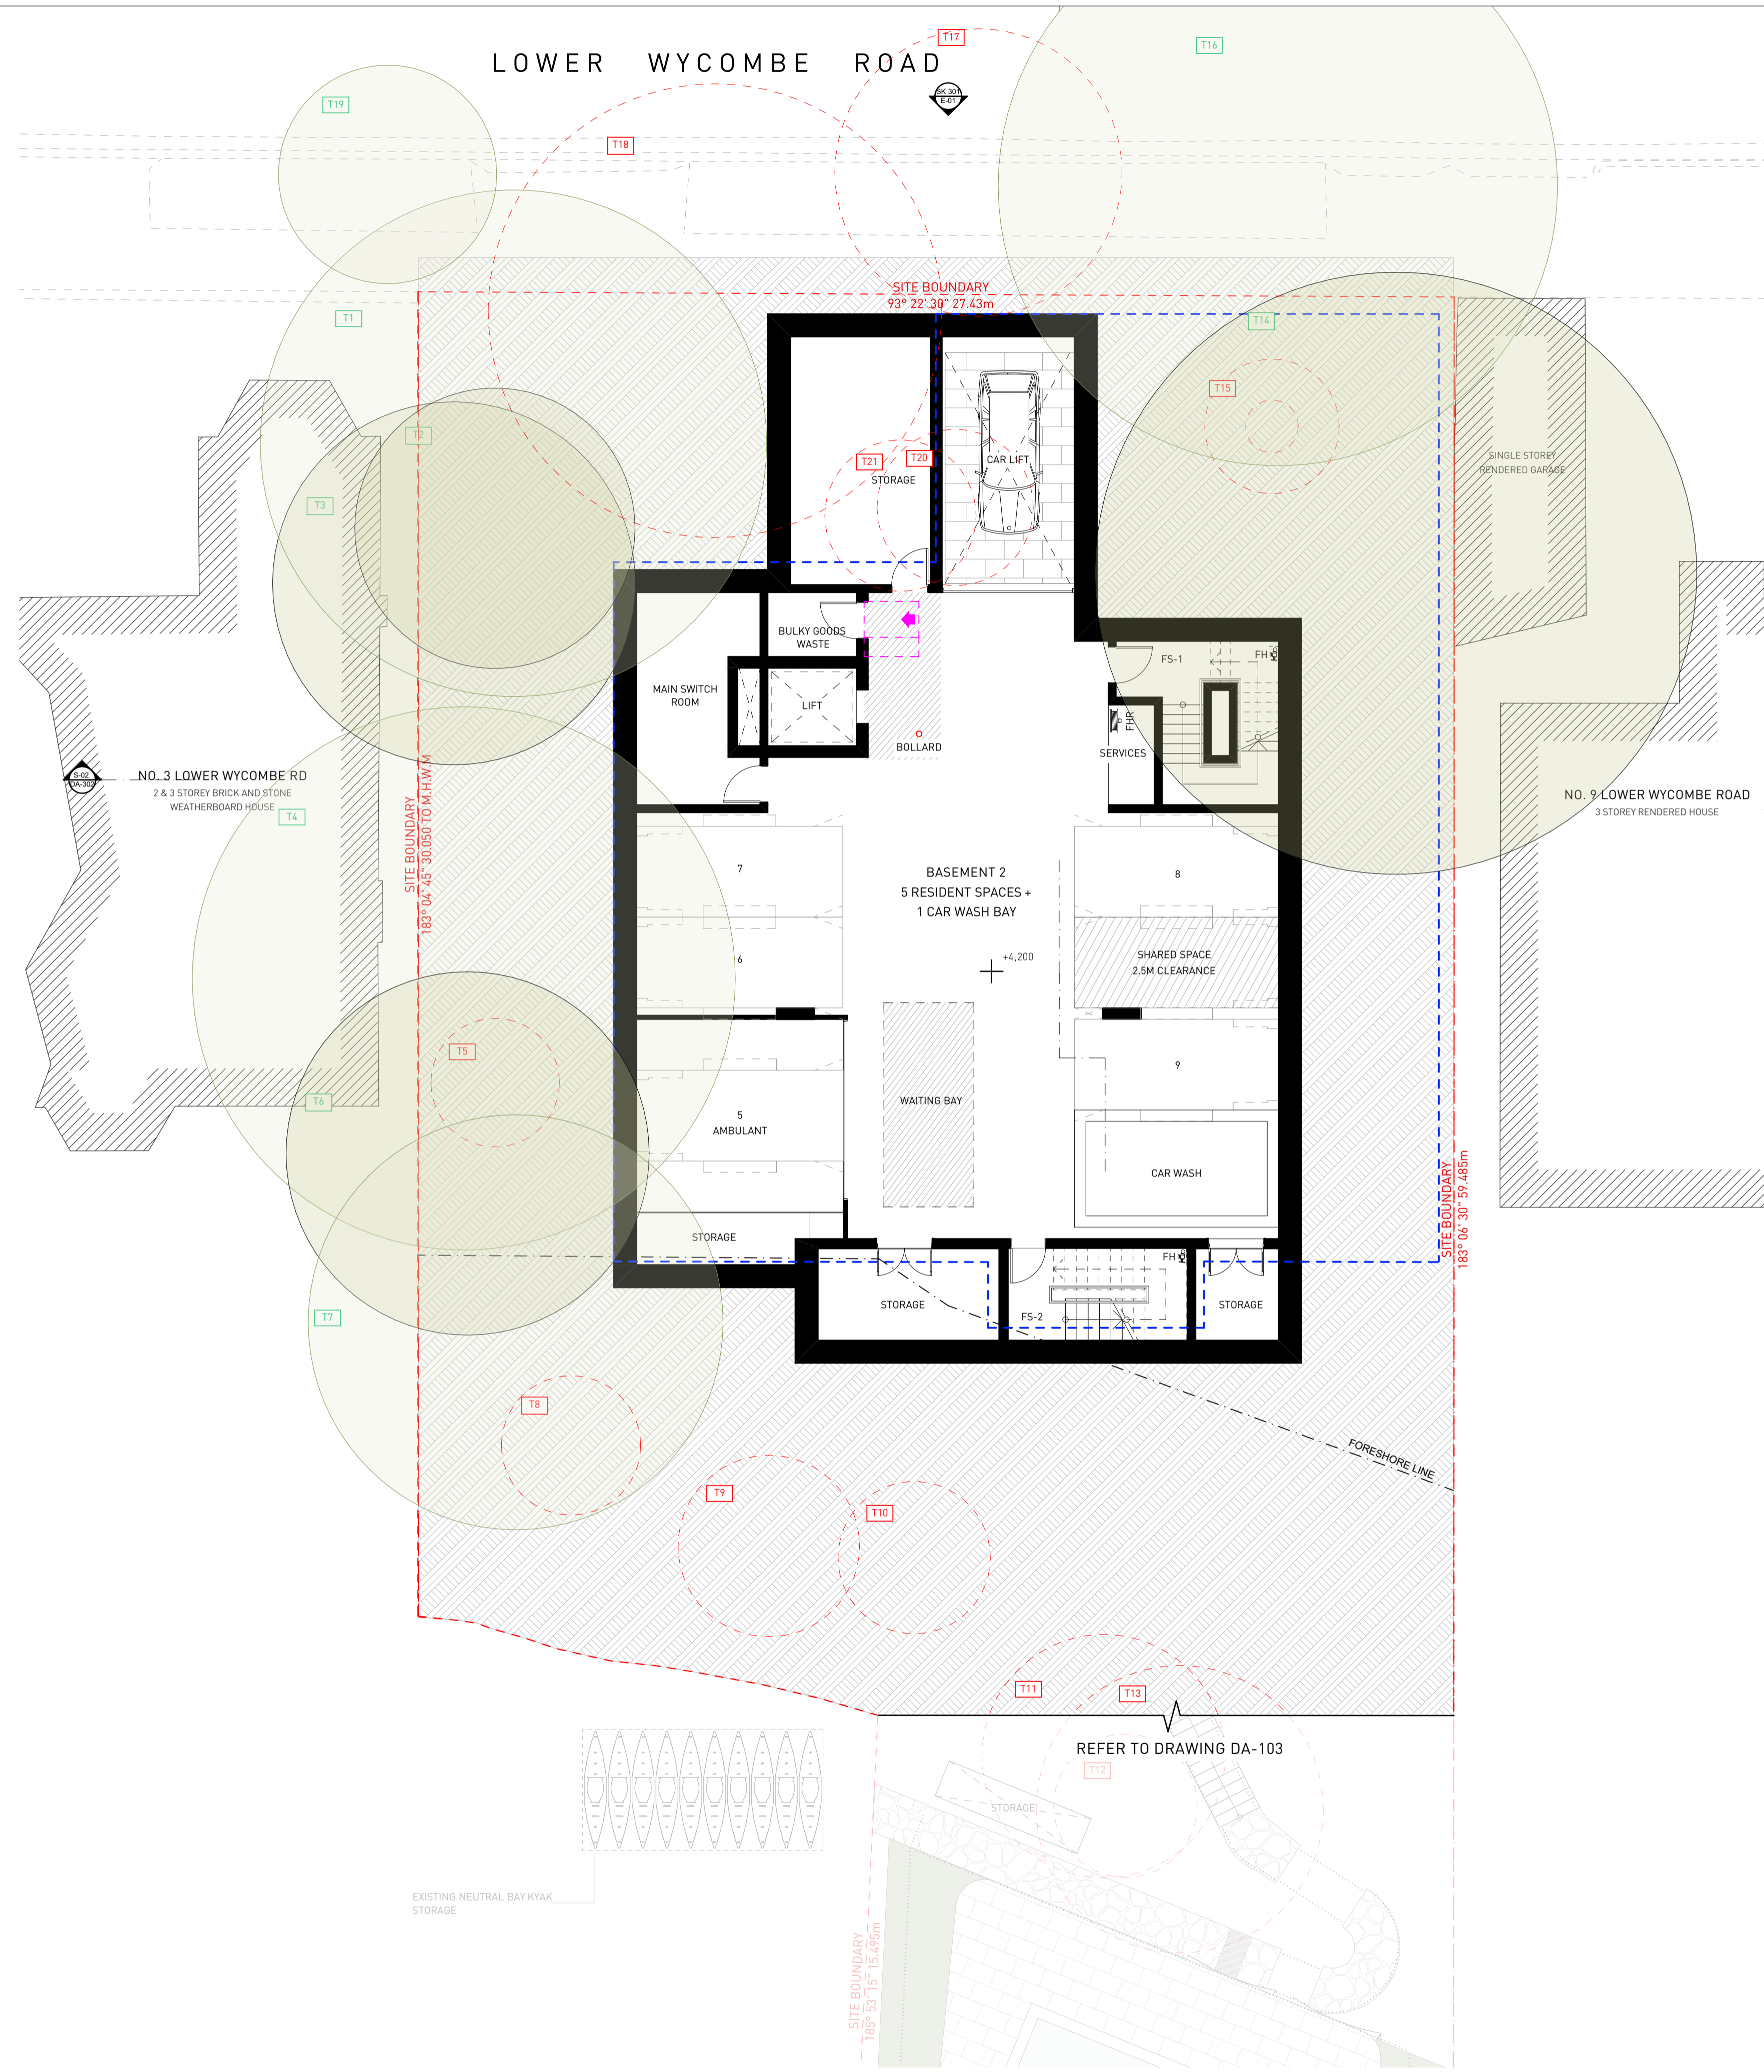 T17
T16
LOWER WYCOMBE ROAD
SK 301
E-01
T19
T18
SITE BOUNDARY
93° 22' 30" 27.43m
T1
T14
T15
T2
T21
T20
CAR LIFT
STORAGE
SINGLE STOREY
RENDERED GARAGE
T3
BULKY GOODS
WASTE
FS-1
FH
MAIN SWITCH
ROOM
LIFT
FHR
BOLLARD
SERVICES
S-02
DA-302
NO. 3 LOWER WYCOMBE RD
2 & 3 STOREY BRICK AND STONE
WEATHERBOARD HOUSE
T4
SITE BOUNDARY
183° 04' 45" 30.050 TO M.H.W.M
NO. 9 LOWER WYCOMBE ROAD
3 STOREY RENDERED HOUSE
7
BASEMENT 2
5 RESIDENT SPACES +
1 CAR WASH BAY
8
6
+4,200
SHARED SPACE
2.5M CLEARANCE
T5
9
T6
WAITING BAY
5
AMBULANT
CAR WASH
SITE BOUNDARY
183° 06' 30" 59.485m
STORAGE
FH
STORAGE
FS-2
STORAGE
T7
T8
FORESHORE LINE
T9
T10
T11
T13
REFER TO DRAWING DA-103
T12
STORAGE
EXISTING NEUTRAL BAY KYAK
STORAGE
SITE BOUNDARY
185° 53' 15" 15.495m